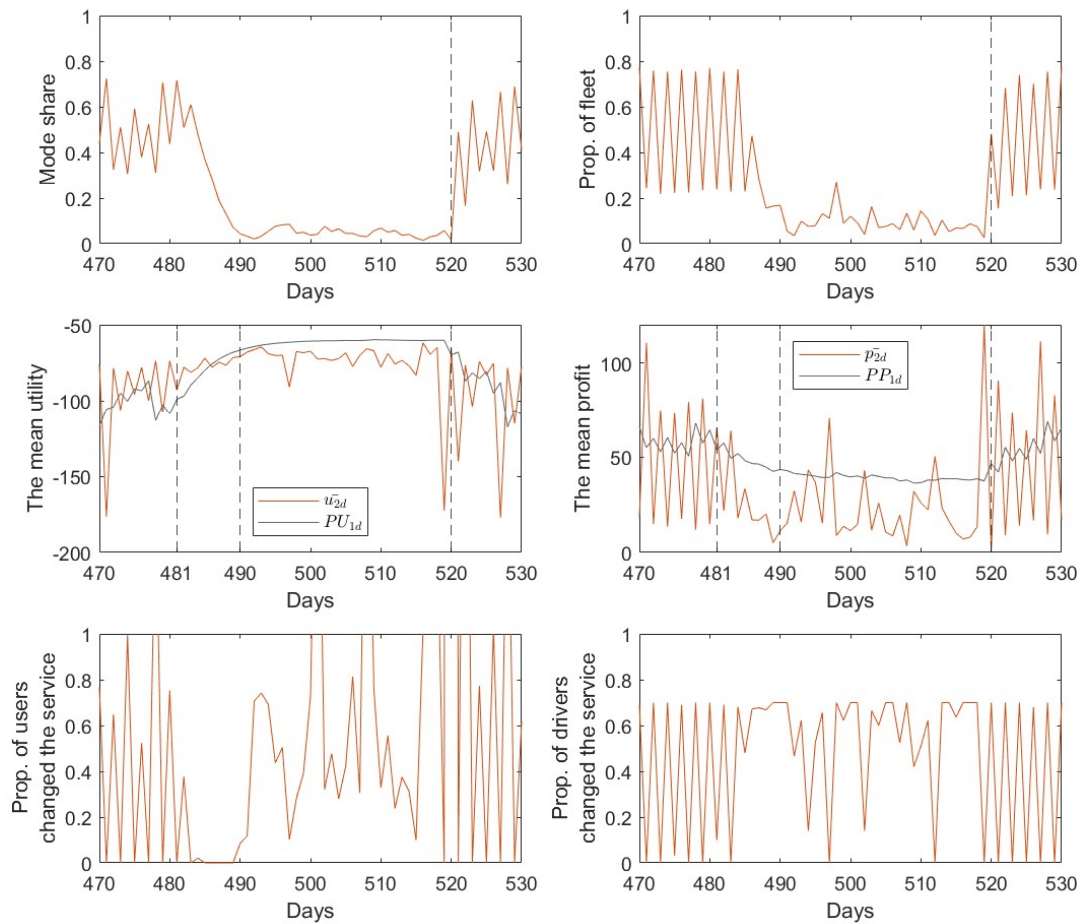 1
0.8
0.6
0.4
0.2
0
Mode share
470 480 490 500 510 520 530
Days
1
0.8
0.6
0.4
0.2
0
Prop. of fleet
470 480 490 500 510 520 530
Days
-50
-100
-150
-200
The mean utility
u̅2d
PU1d
470 481 490 500 510 520 530
Days
100
50
0
The mean profit
p̅2d
PP1d
470 481 490 500 510 520 530
Days
1
0.8
0.6
0.4
0.2
0
Prop. of users
changed the service
470 480 490 500 510 520 530
Days
1
0.8
0.6
0.4
0.2
0
Prop. of drivers
changed the service
470 480 490 500 510 520 530
Days